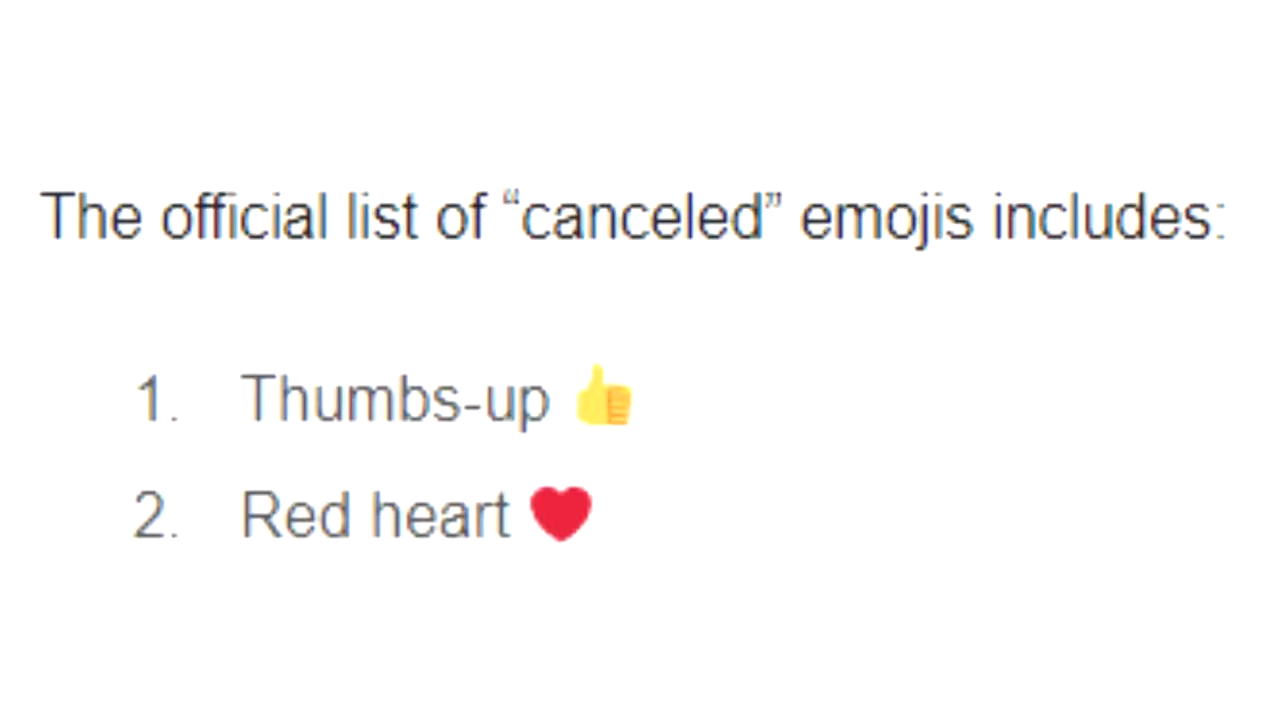 The official list of “canceled” emojis includes:
1. Thumbs-up 👍
2. Red heart ❤️